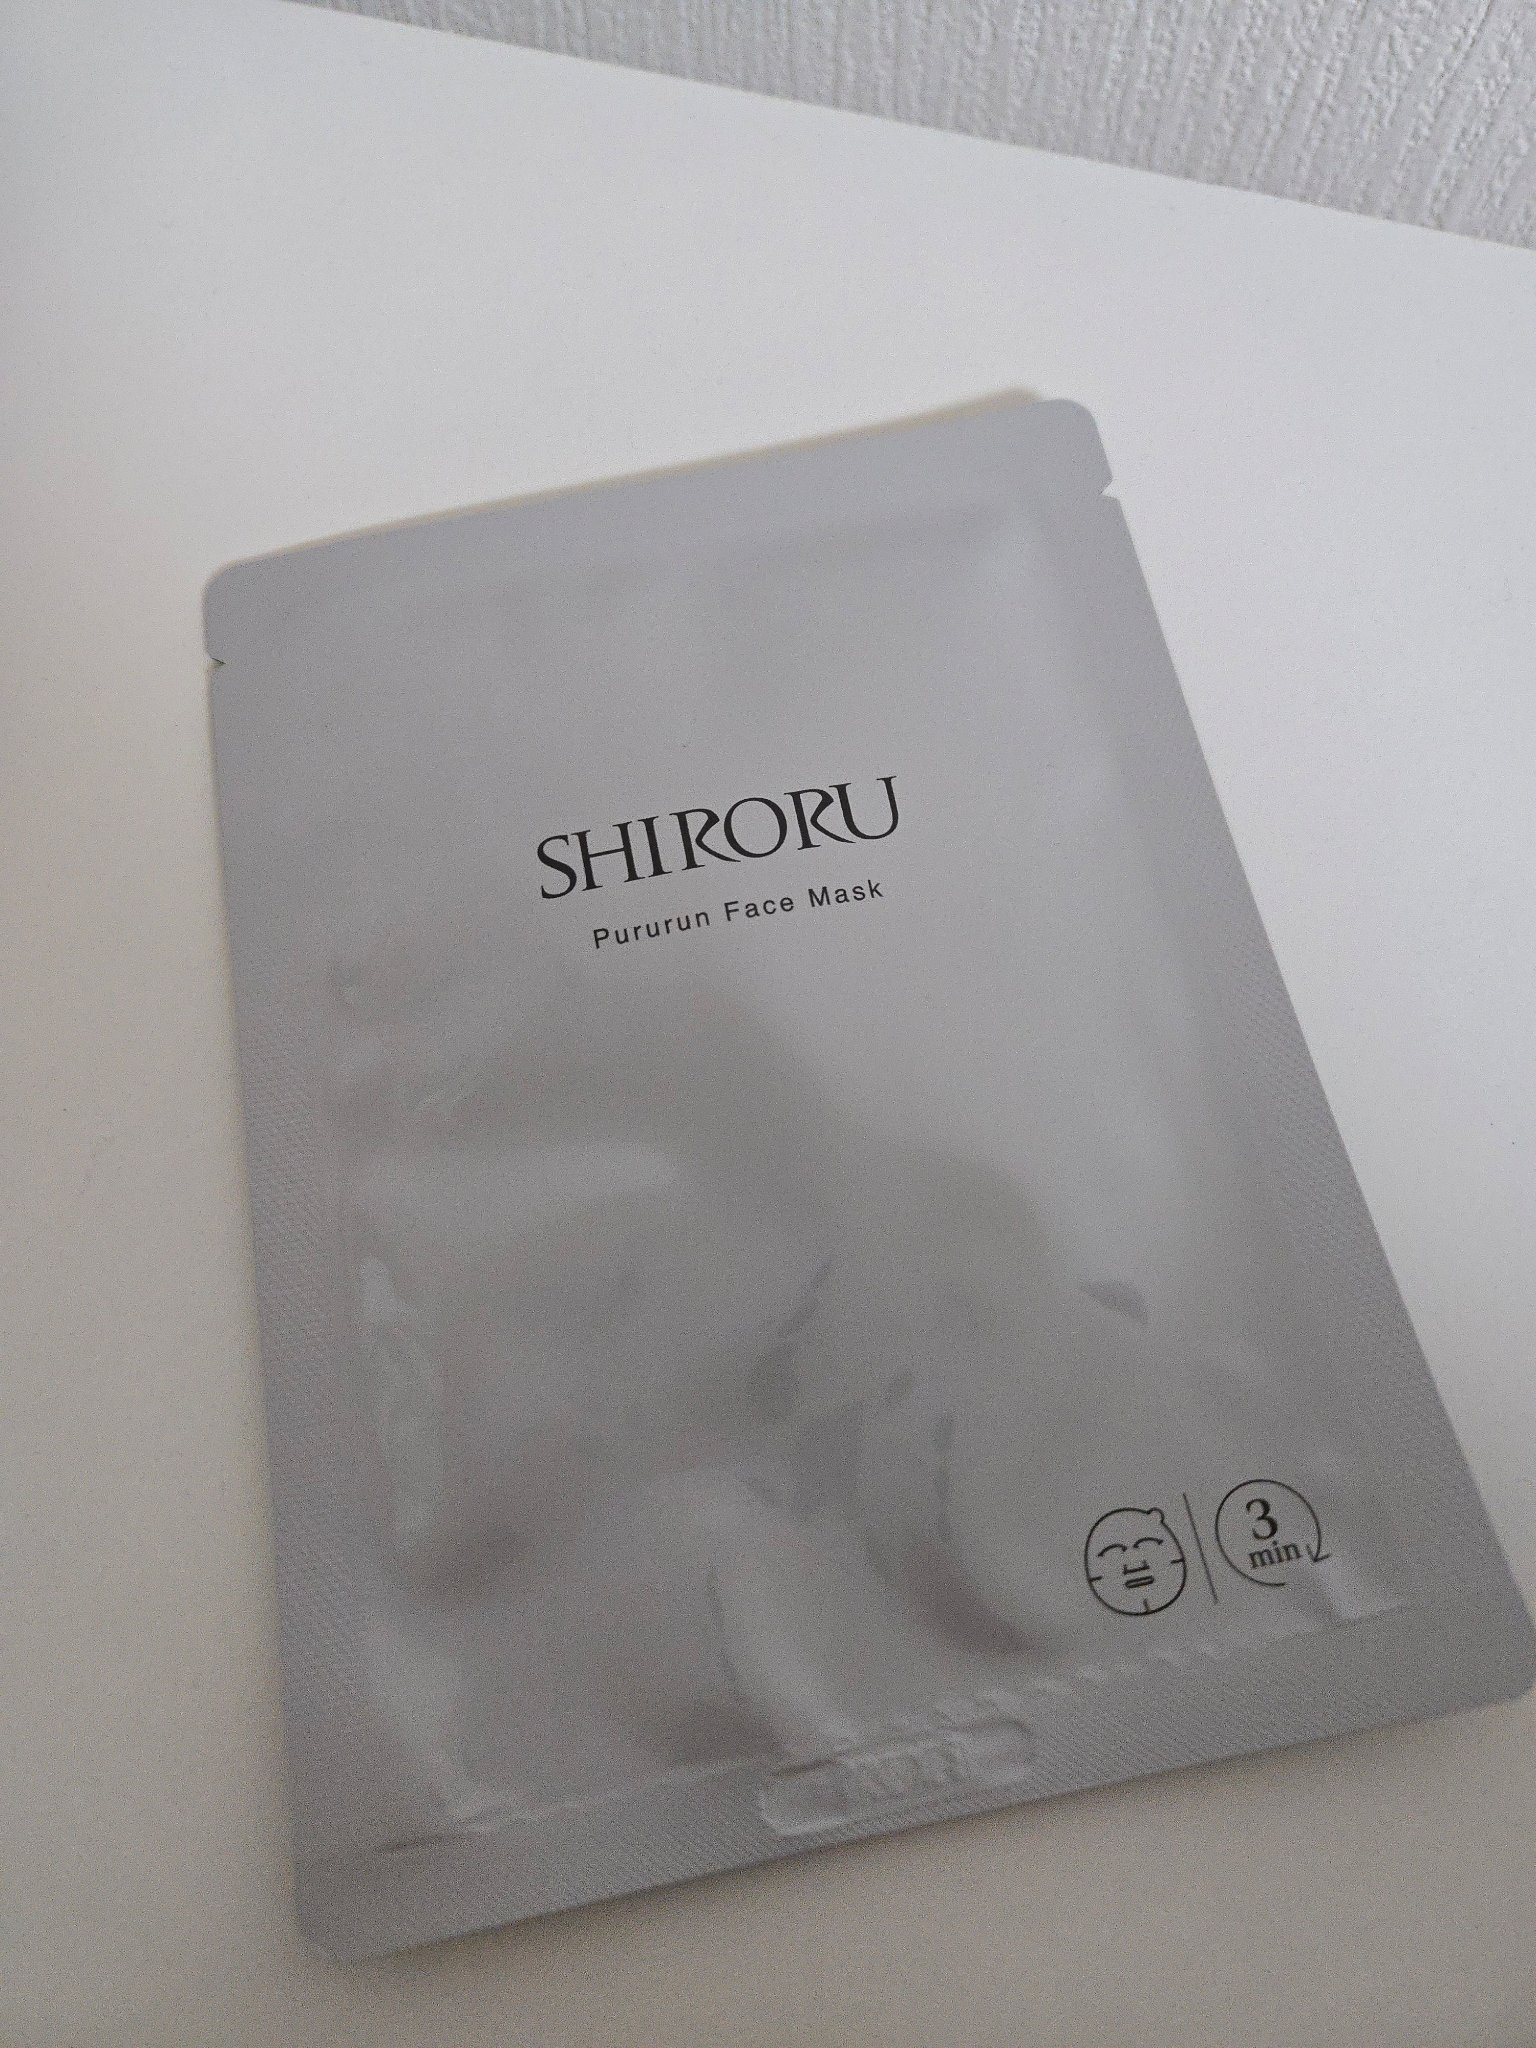 SHIRORU
Pururun Face Mask
3
min